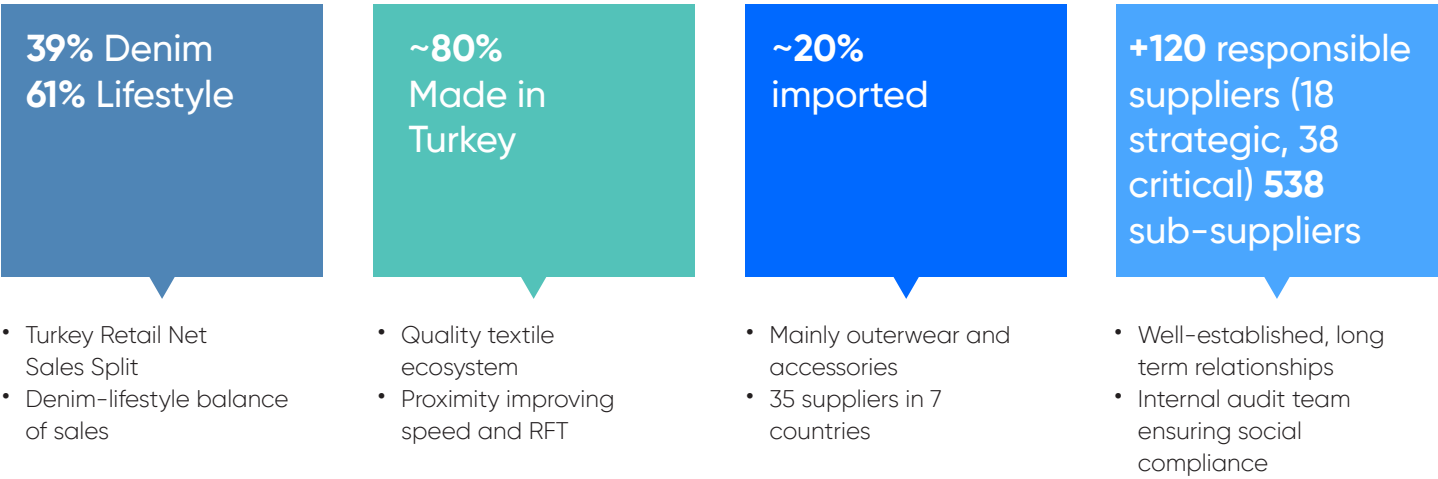 39% Denim
61% Lifestyle
• Turkey Retail Net
Sales Split
• Denim-lifestyle balance
of sales
~80%
Made in
Turkey
• Quality textile
ecosystem
• Proximity improving
speed and RFT
~20%
imported
• Mainly outerwear and
accessories
• 35 suppliers in 7
countries
+120 responsible
suppliers (18
strategic, 38
critical) 538
sub-suppliers
• Well-established, long
term relationships
• Internal audit team
ensuring social
compliance